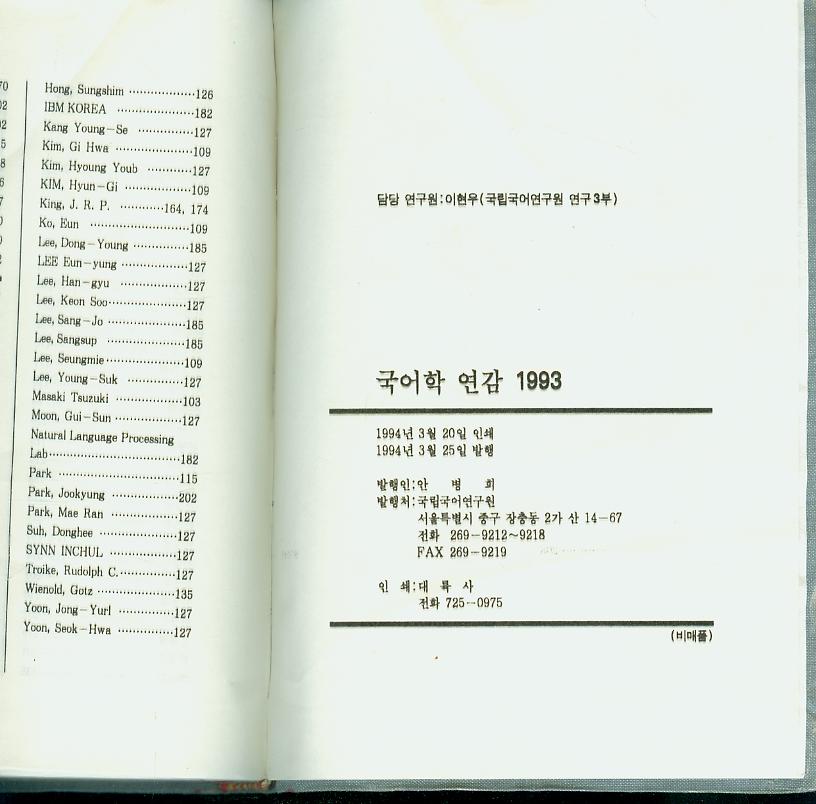 Hong, Sungshim ··················126
IBM KOREA ·····················182
Kang Young-Se ···············127
Kim, Gi Hwa ·····················109
Kim, Hyoung Youb ············127
KIM, Hyun-Gi ··················109
King, J. R. P. ············164, 174
Ko, Eun ···························109
Lee, Dong-Young ···············185
LEE Eun-yung ··················127
Lee, Han-gyu ··················127
Lee, Keon Soo·····················127
Lee, Sang-Jo ·····················185
Lee, Sangsup ·····················185
Lee, Seungmie·····················109
Lee, Young-Suk ···············127
Masaki Tsuzuki ··················103
Moon, Gui-Sun ··················127
Natural Language Processing
Lab···································182
Park ·································115
Park, Jookyung ··················202
Park, Mae Ran ··················127
Suh, Donghee ·····················127
SYNN INCHUL ··················127
Troike, Rudolph C.···············127
Wienold, Gotz ·····················135
Yoon, Jong-Yurl ···············127
Yoon, Seok-Hwa ···············127
담당 연구원:이현우(국립국어연구원 연구3부)
국어학 연감 1993
1994년 3월 20일 인쇄
1994년 3월 25일 발행
발행인:안 병 희
발행처:국립국어연구원
서울특별시 중구 장충동 2가 산 14-67
전화 269-9212~9218
FAX 269-9219
인 쇄:대 륙 사
전화 725-0975
(비매품)